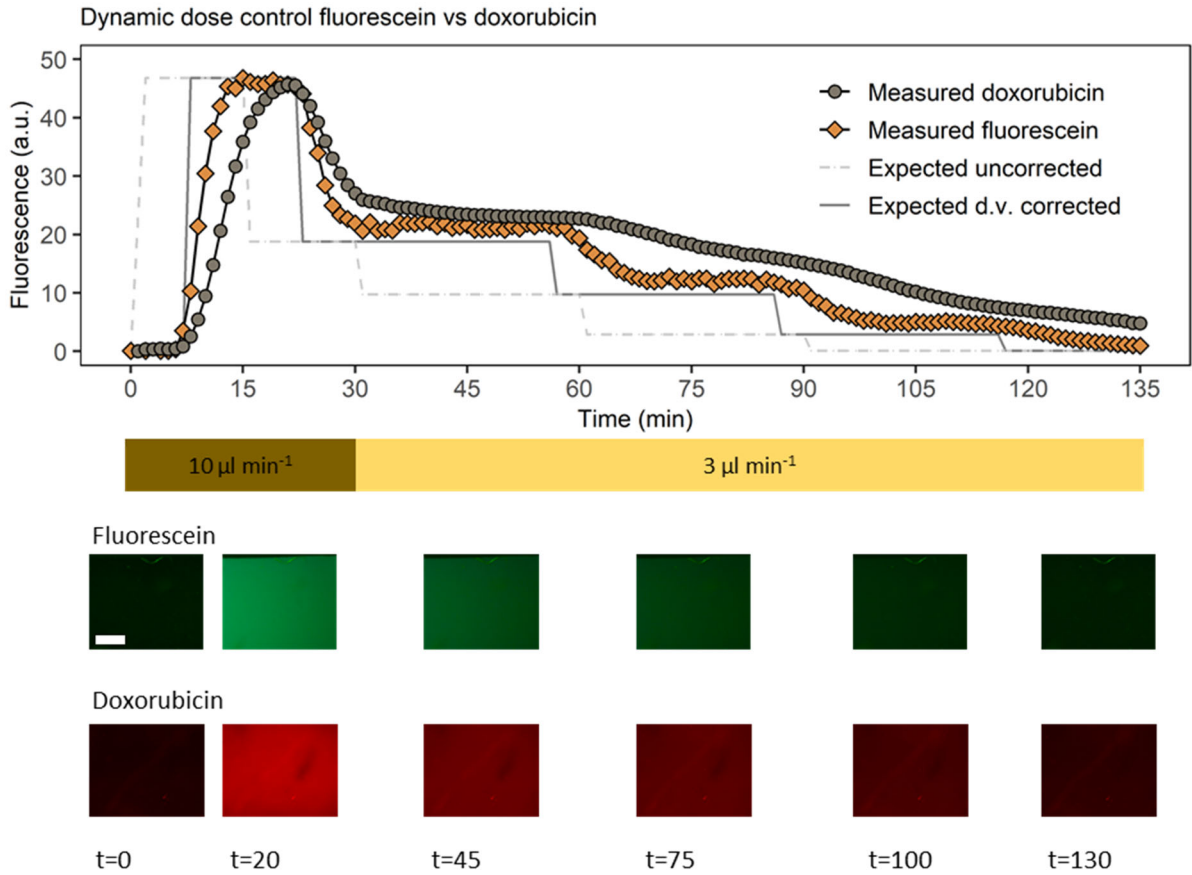 Dynamic dose control fluorescein vs doxorubicin
Fluorescence (a.u.)
50
40
30
20
10
0
Measured doxorubicin
Measured fluorescein
Expected uncorrected
Expected d.v. corrected
0 15 30 45 60 75 90 105 120 135
Time (min)
10 µl min⁻¹ 3 µl min⁻¹
Fluorescein
Doxorubicin
t=0 t=20 t=45 t=75 t=100 t=130